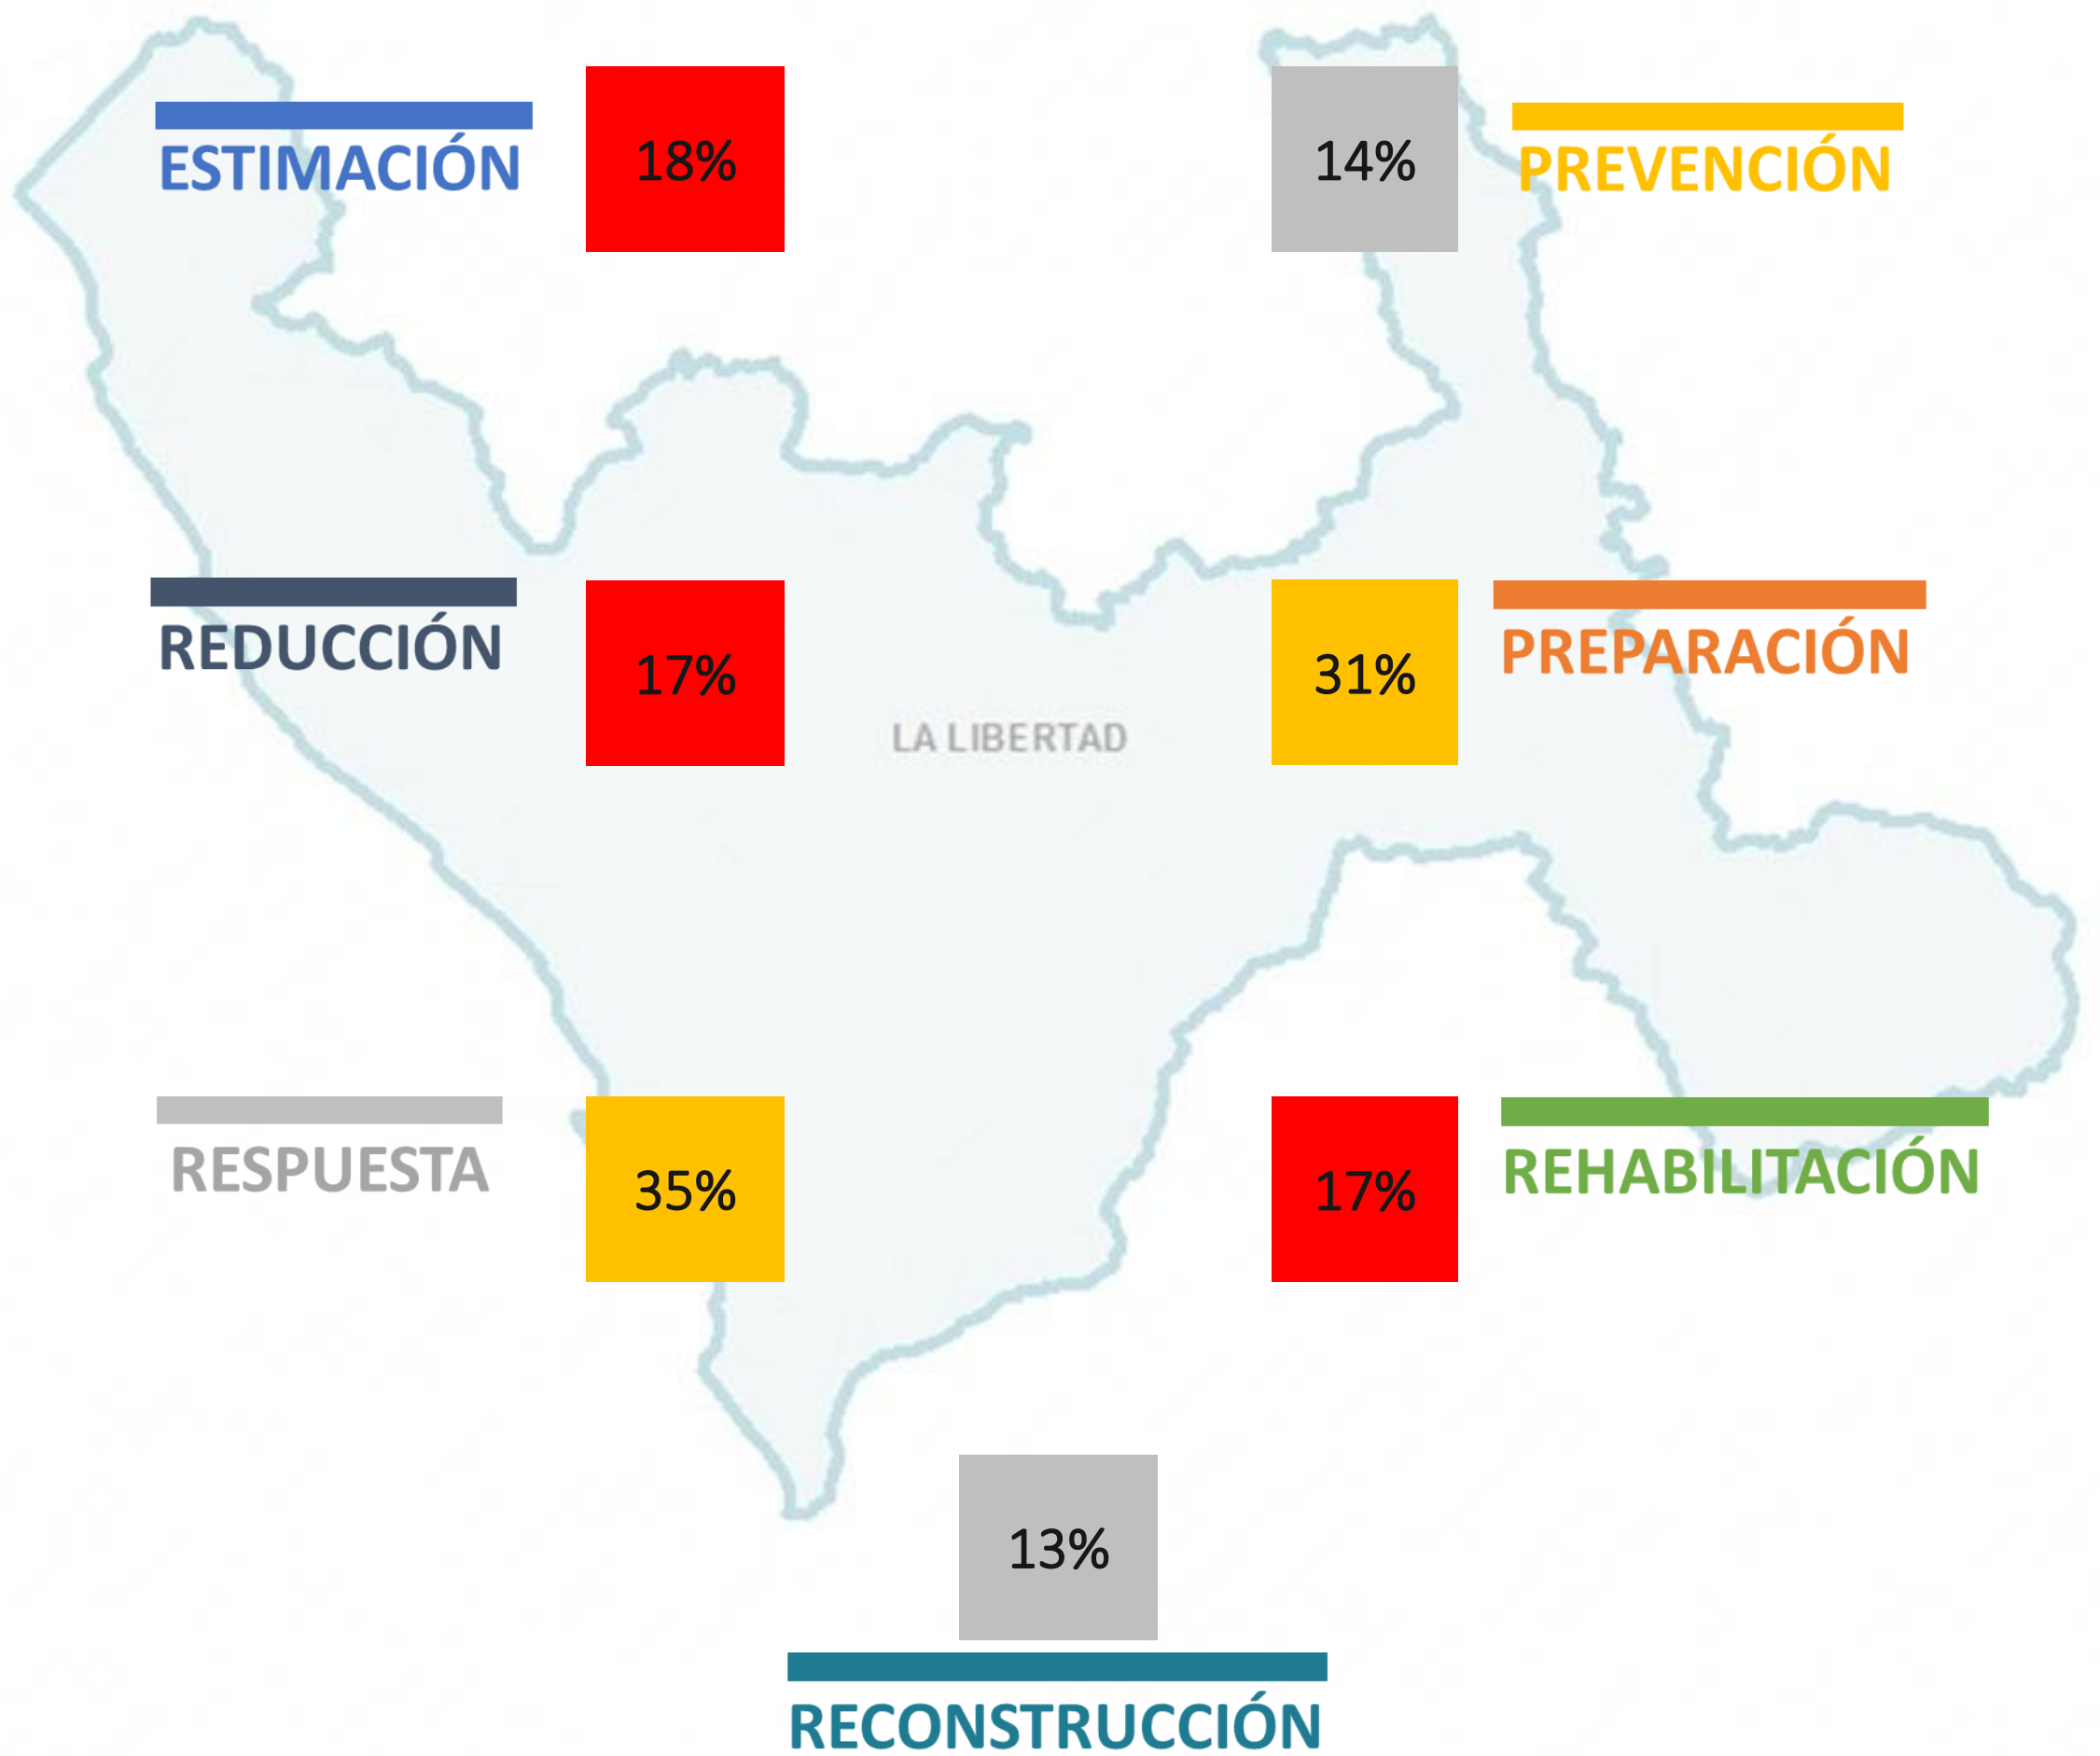 ESTIMACIÓN
18%
14%
PREVENCIÓN
REDUCCIÓN
17%
31%
PREPARACIÓN
LA LIBERTAD
RESPUESTA
35%
17%
REHABILITACIÓN
13%
RECONSTRUCCIÓN